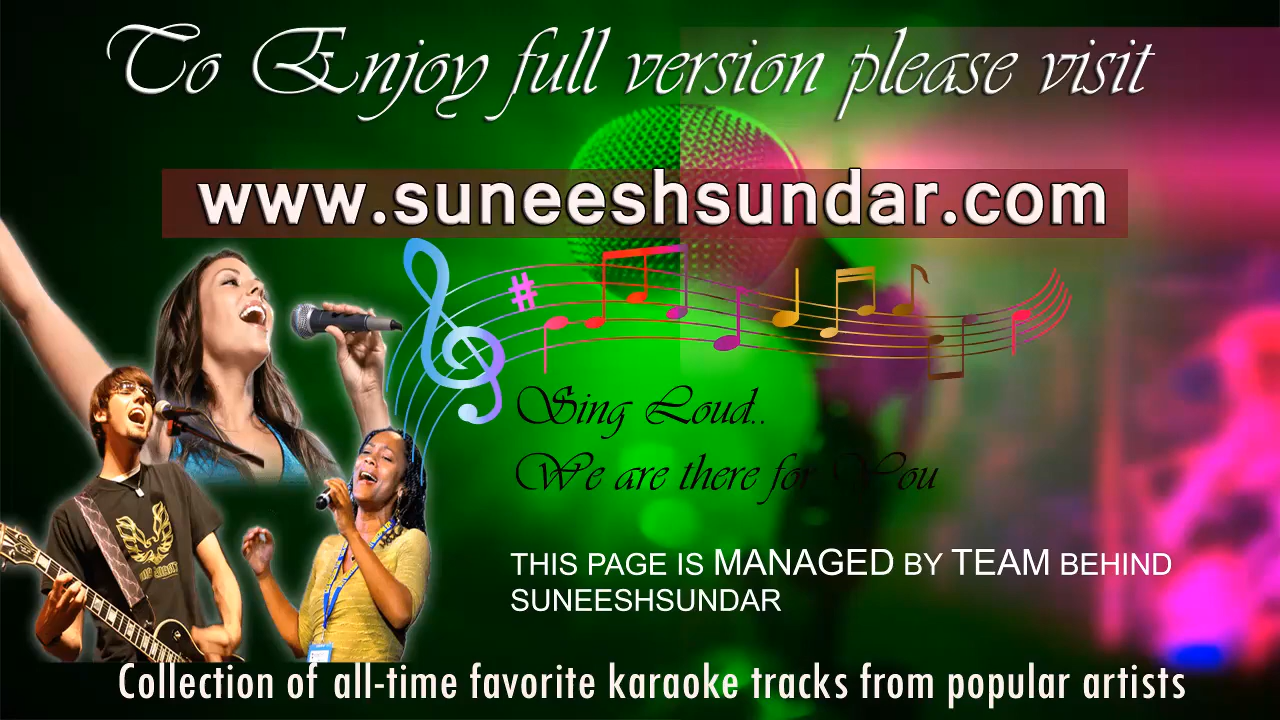 To Enjoy full version please visit
www.suneeshsundar.com
Sing Loud..
We are there for You
THIS PAGE IS MANAGED BY TEAM BEHIND
SUNEESHSUNDAR
Collection of all-time favorite karaoke tracks from popular artists